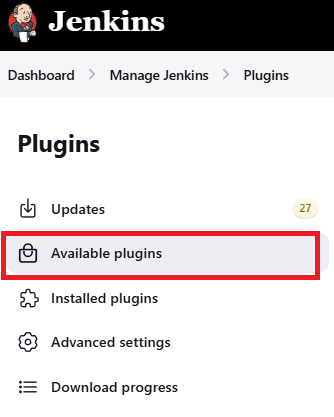 Jenkins
Dashboard Manage Jenkins Plugins
Plugins
Updates 27
Available plugins
Installed plugins
Advanced settings
Download progress